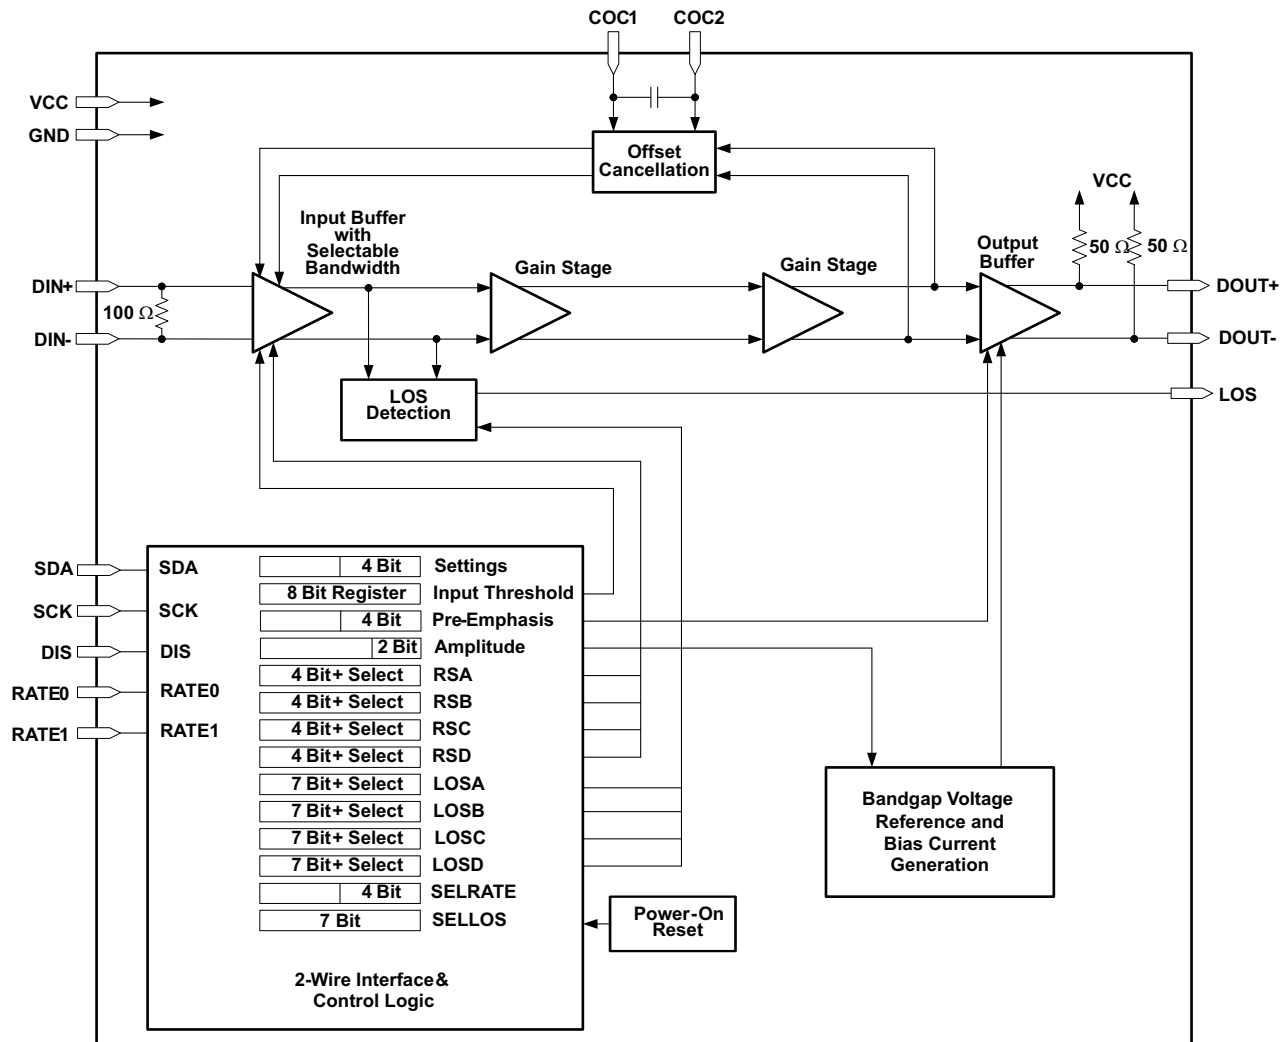 COC1 COC2
VCC
GND
Offset
Cancellation
VCC
Input Buffer
with
Selectable
Bandwidth
Gain Stage
Gain Stage
Output
Buffer
50 Ω
50 Ω
DIN+
100 Ω
DIN-
DOUT+
DOUT-
LOS
Detection
LOS
SDA
SCK
DIS
RATE0
RATE1
SDA
SCK
DIS
RATE0
RATE1
4 Bit Settings
8 Bit Register Input Threshold
4 Bit Pre-Emphasis
2 Bit Amplitude
4 Bit+ Select RSA
4 Bit+ Select RSB
4 Bit+ Select RSC
4 Bit+ Select RSD
7 Bit+ Select LOSA
7 Bit+ Select LOSB
7 Bit+ Select LOSC
7 Bit+ Select LOSD
4 Bit SELRATE
7 Bit SELLOS
2-Wire Interface&
Control Logic
Power-On
Reset
Bandgap Voltage
Reference and
Bias Current
Generation